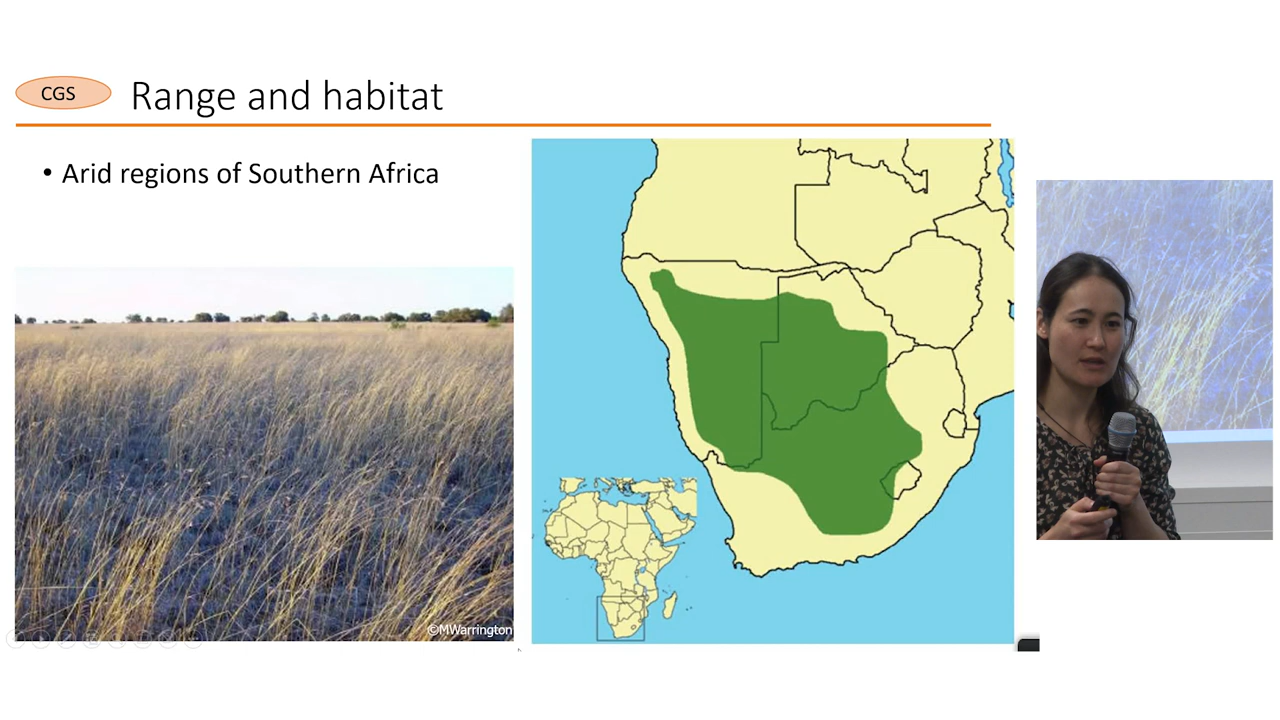 CGS
Range and habitat
• Arid regions of Southern Africa
©MWarrington